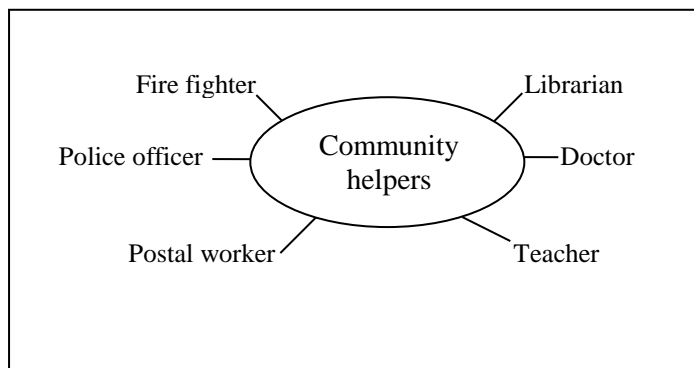 Fire fighter
Librarian
Police officer
Community
helpers
Doctor
Postal worker
Teacher